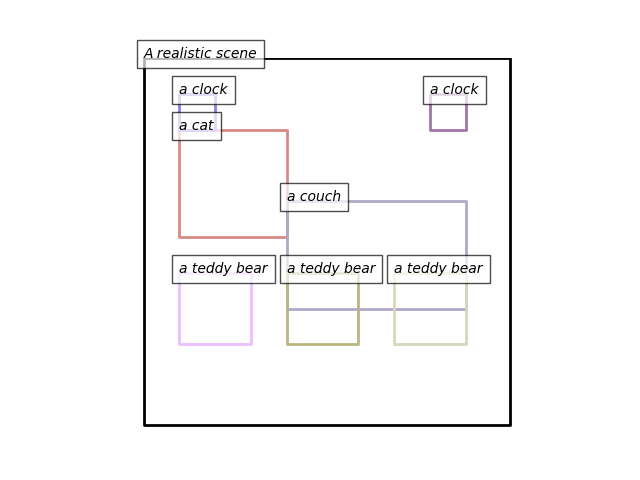 A realistic scene
a clock
a clock
a cat
a couch
a teddy bear
a teddy bear
a teddy bear